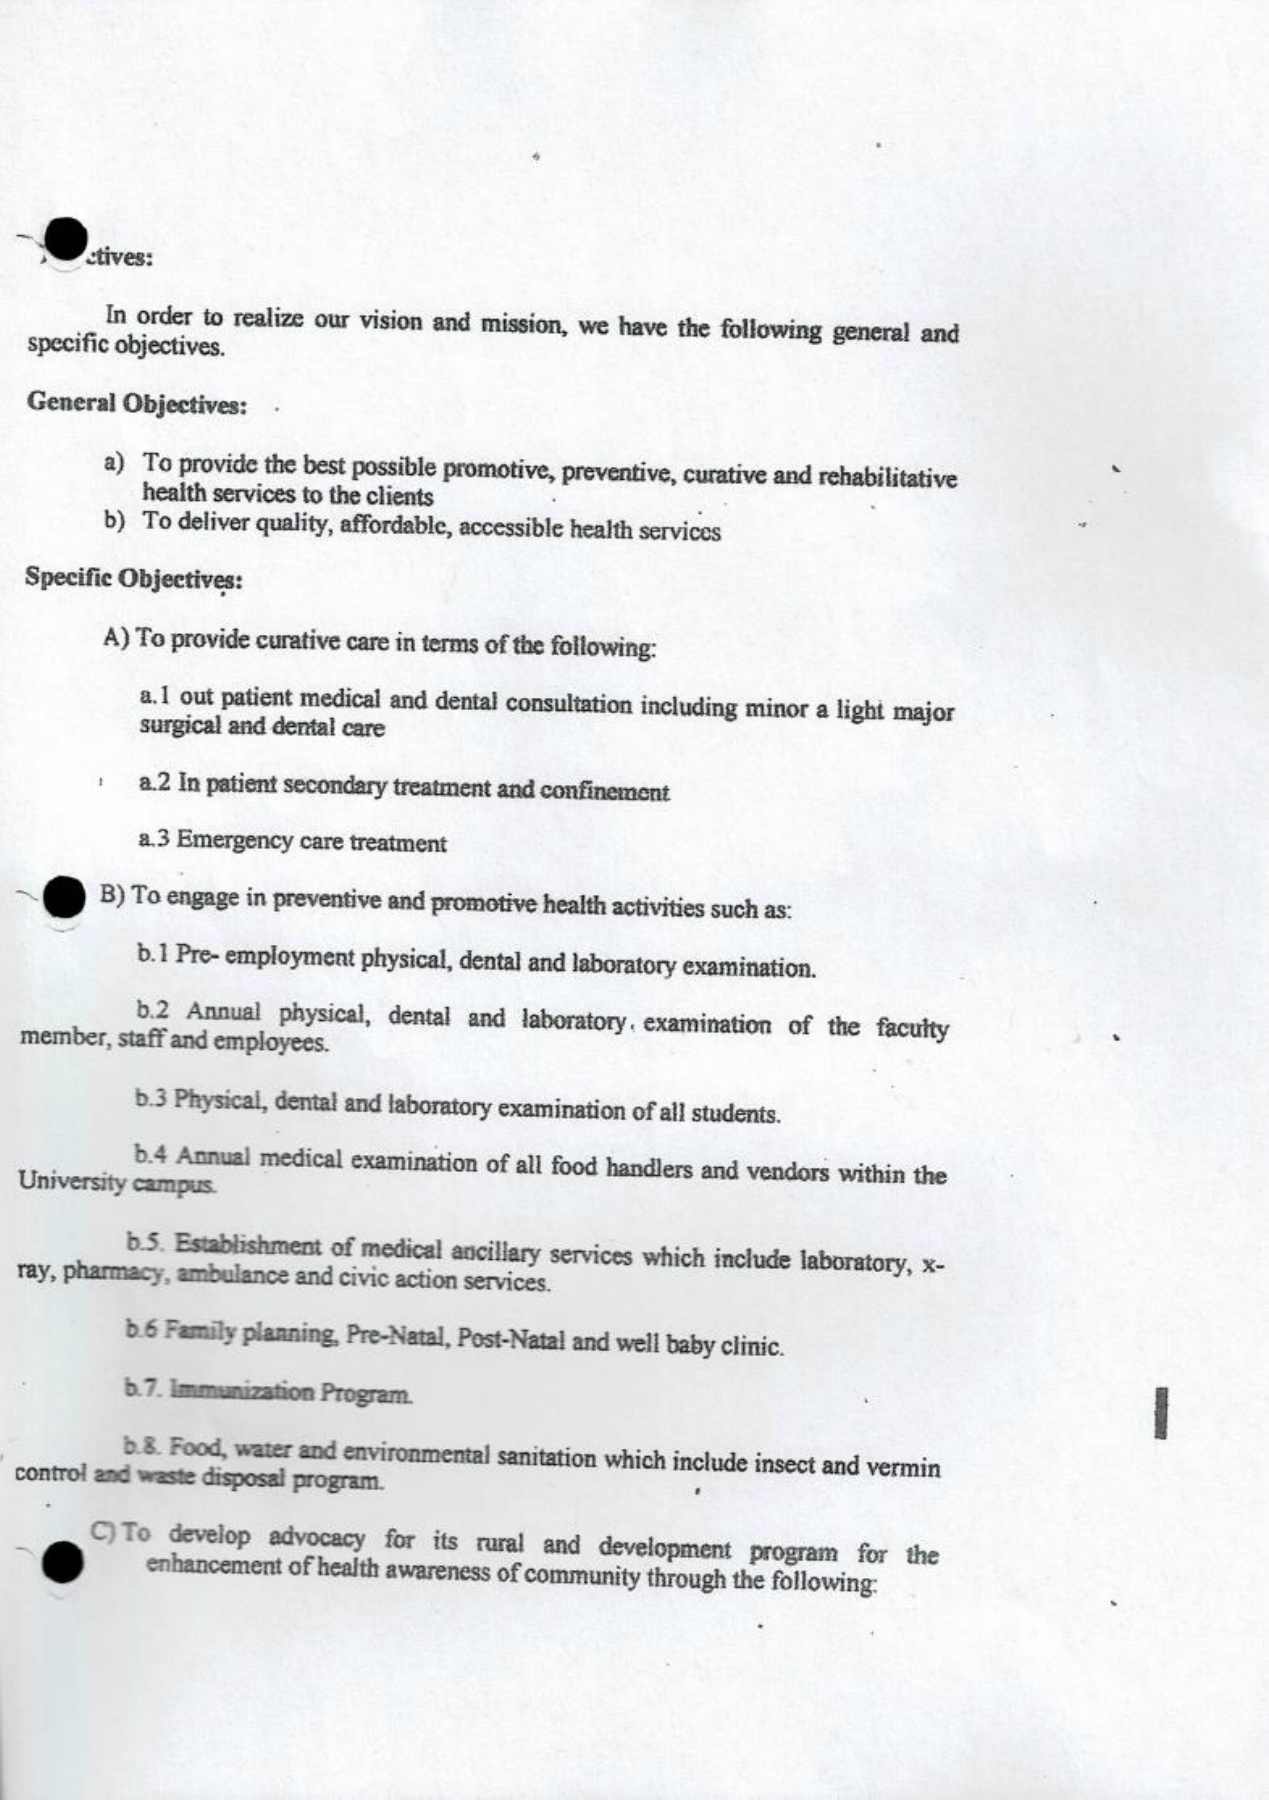 ctives:
In order to realize our vision and mission, we have the following general and
specific objectives.
General Objectives:
a) To provide the best possible promotive, preventive, curative and rehabilitative
health services to the clients
b) To deliver quality, affordable, accessible health services
Specific Objectives:
A) To provide curative care in terms of the following:
a.1 out patient medical and dental consultation including minor a light major
surgical and dental care
a.2 In patient secondary treatment and confinement
a.3 Emergency care treatment
B) To engage in preventive and promotive health activities such as:
b.1 Pre- employment physical, dental and laboratory examination.
b.2 Annual physical, dental and laboratory, examination of the faculty
member, staff and employees.
b.3 Physical, dental and laboratory examination of all students.
b.4 Annual medical examination of all food handlers and vendors within the
University campus.
b.5. Establishment of medical ancillary services which include laboratory, x-
ray, pharmacy, ambulance and civic action services.
b.6 Family planning, Pre-Natal, Post-Natal and well baby clinic.
b.7. Immunization Program.
b.8. Food, water and environmental sanitation which include insect and vermin
control and waste disposal program.
C) To develop advocacy for its rural and development program for the
enhancement of health awareness of community through the following: